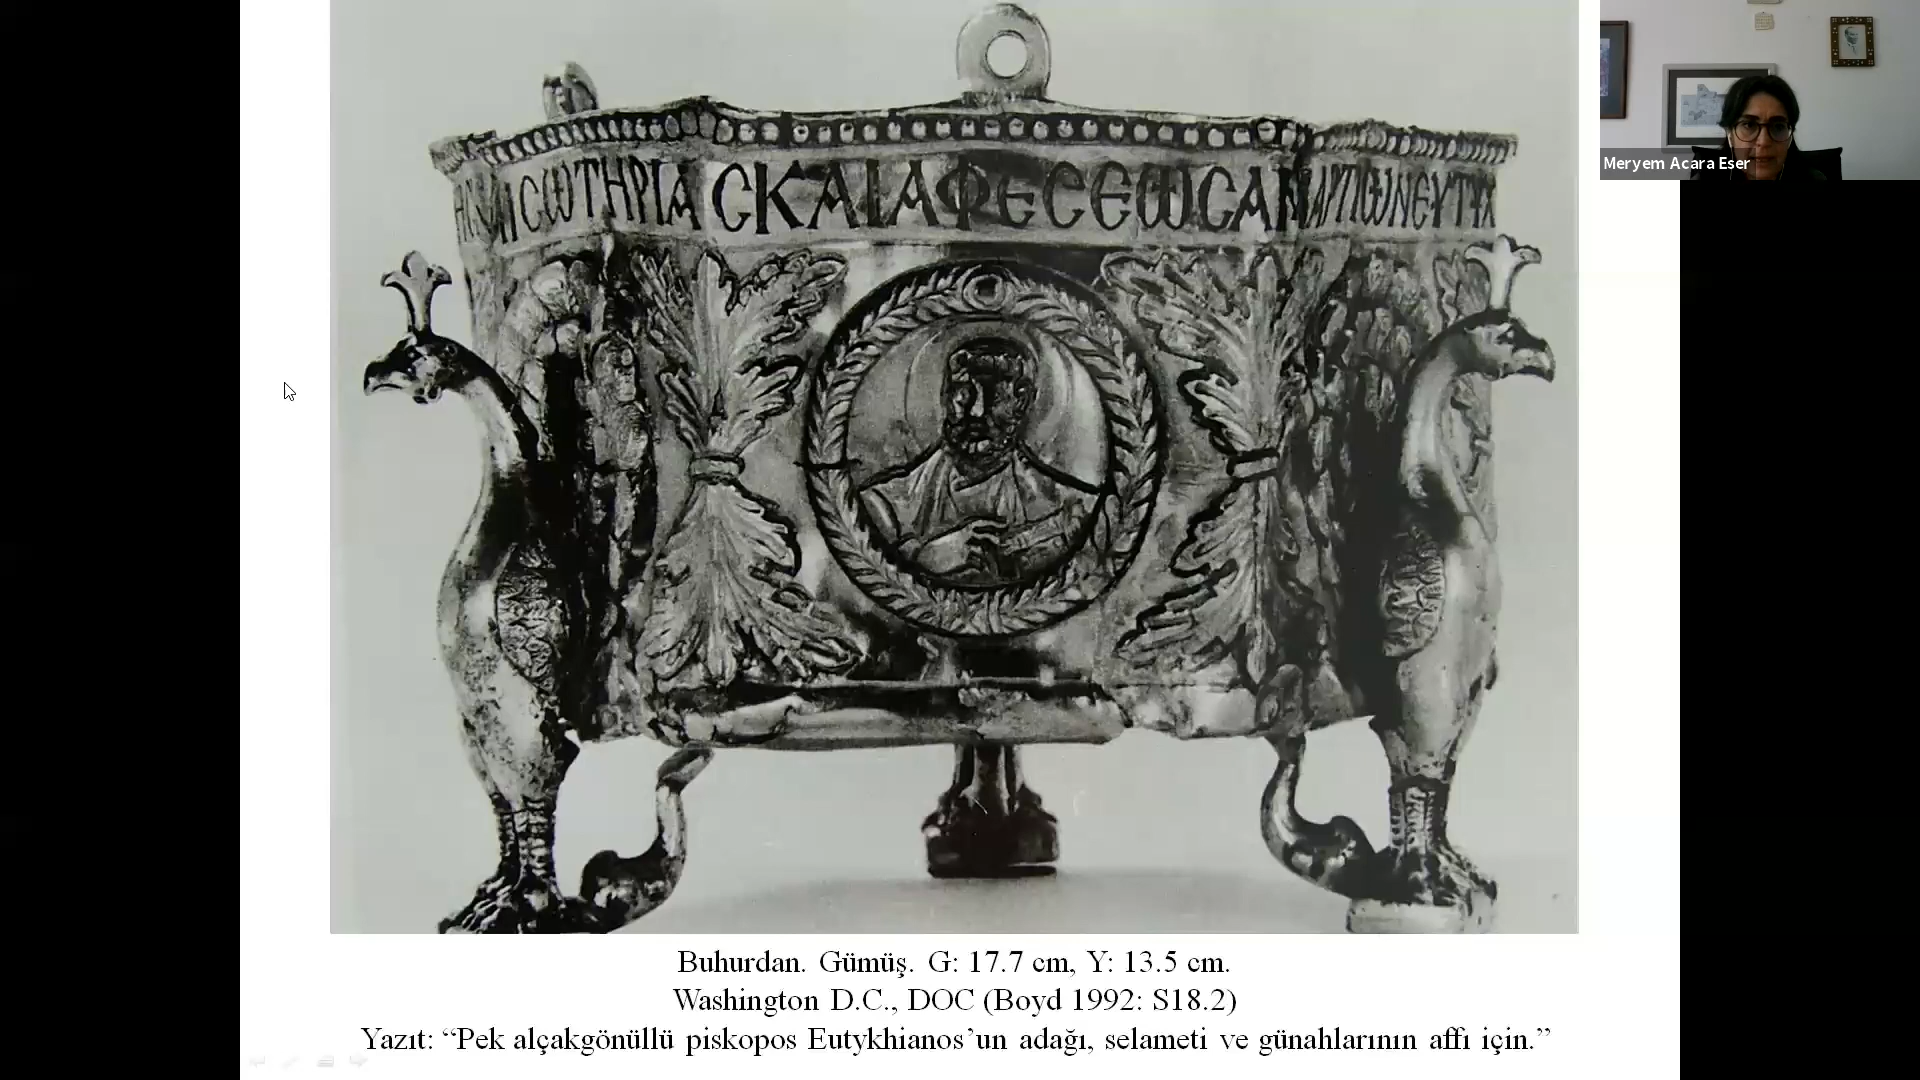 CΩΤΗΡΙΑCΚΑΙΑΦΕCΕΩCΑΜΑΡΤΙΩΝΕΥΤΥΧ
Meryem Acara Eser
Buhurdan. Gümüş. G: 17.7 cm, Y: 13.5 cm.
Washington D.C., DOC (Boyd 1992: S18.2)
Yazıt: “Pek alçakgönüllü piskopos Eutykhianos’un adağı, selameti ve günahlarının affı için.”